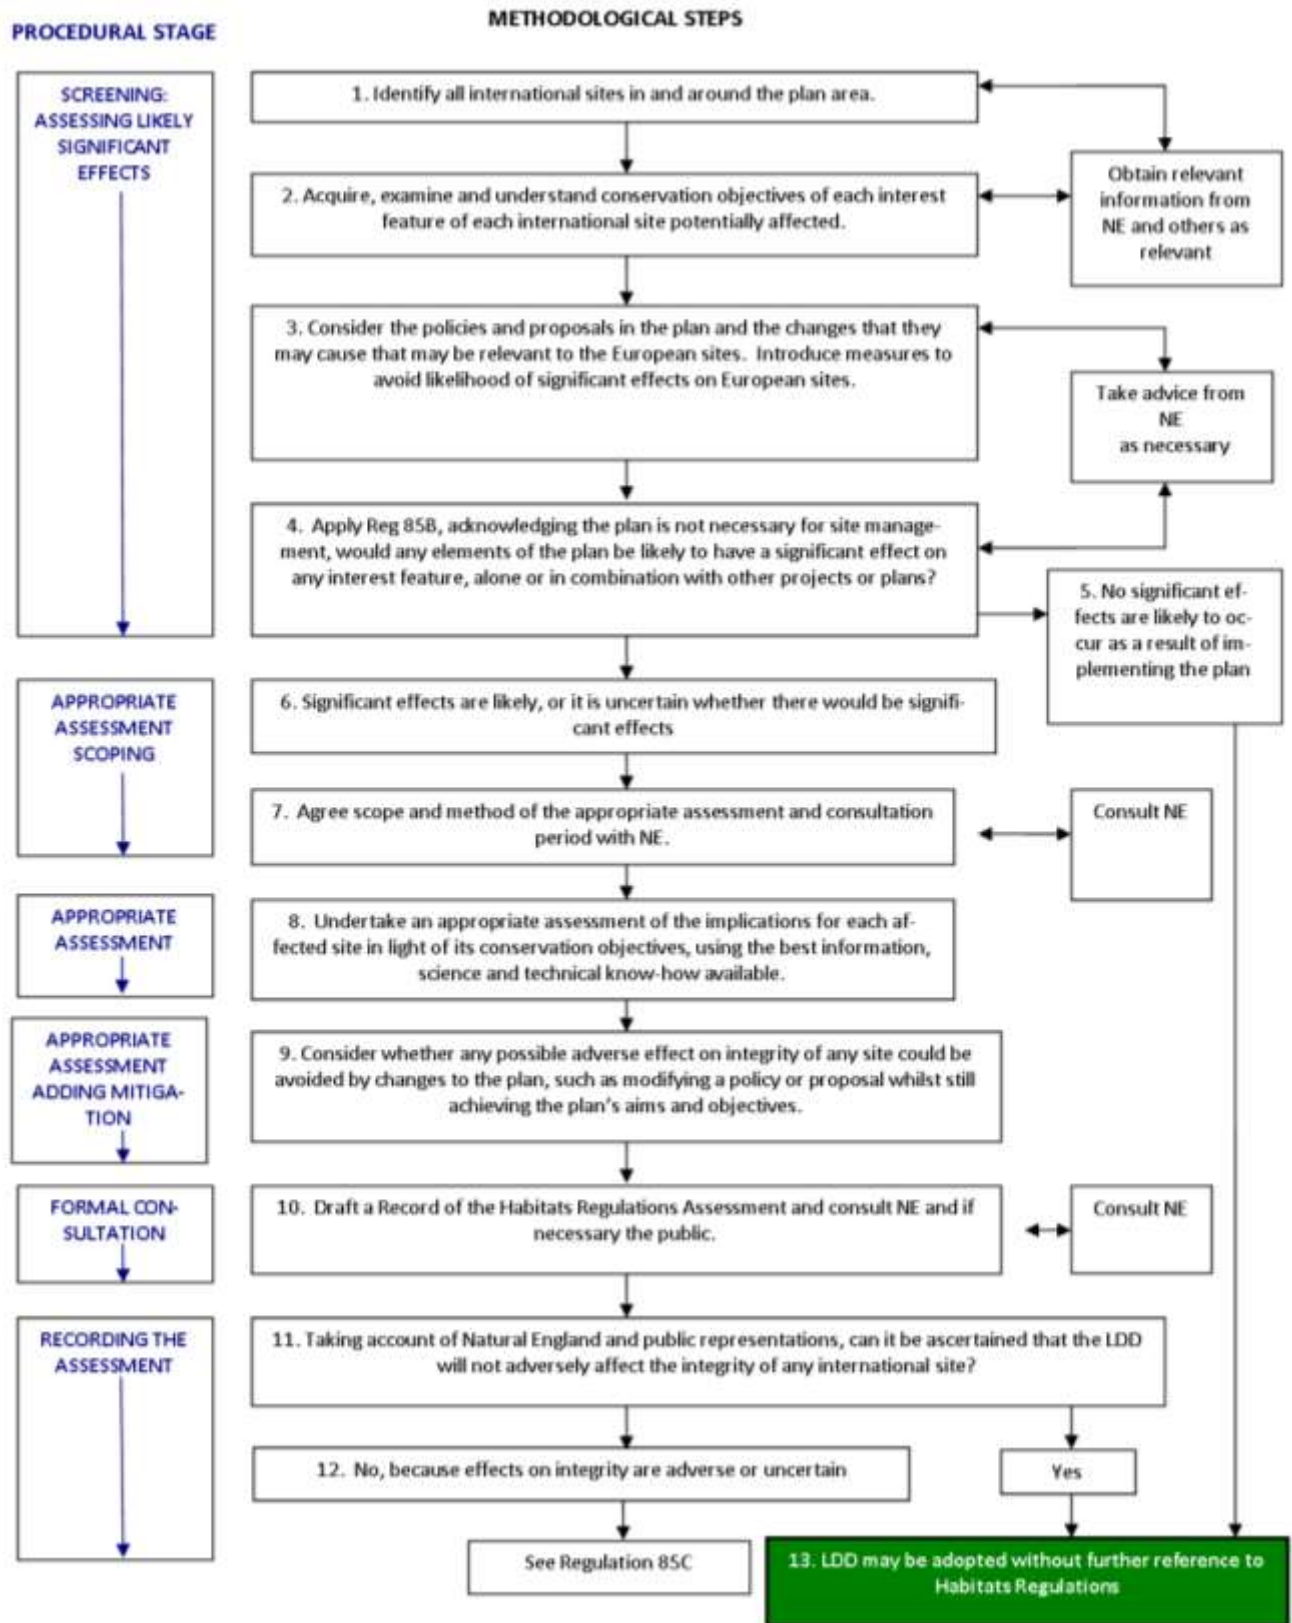 METHODOLOGICAL STEPS
PROCEDURAL STAGE
SCREENING:
ASSESSING LIKELY
SIGNIFICANT
EFFECTS
1. Identify all international sites in and around the plan area.
2. Acquire, examine and understand conservation objectives of each interest
feature of each international site potentially affected.
Obtain relevant
information from
NE and others as
relevant
3. Consider the policies and proposals in the plan and the changes that they
may cause that may be relevant to the European sites.  Introduce measures to
avoid likelihood of significant effects on European sites.
Take advice from
NE
as necessary
4.  Apply Reg 85B, acknowledging the plan is not necessary for site manage-
ment, would any elements of the plan be likely to have a significant effect on
any interest feature, alone or in combination with other projects or plans?
5. No significant ef-
fects are likely to oc-
cur as a result of im-
plementing the plan
APPROPRIATE
ASSESSMENT
SCOPING
6. Significant effects are likely, or it is uncertain whether there would be signifi-
cant effects
7.  Agree scope and method of the appropriate assessment and consultation
period with NE.
Consult NE
APPROPRIATE
ASSESSMENT
8.  Undertake an appropriate assessment of the implications for each af-
fected site in light of its conservation objectives, using the best information,
science and technical know-how available.
APPROPRIATE
ASSESSMENT
ADDING MITIGA-
TION
9. Consider whether any possible adverse effect on integrity of any site could be
avoided by changes to the plan, such as modifying a policy or proposal whilst still
achieving the plan's aims and objectives.
FORMAL CON-
SULTATION
10.  Draft a Record of the Habitats Regulations Assessment and consult NE and if
necessary the public.
Consult NE
RECORDING THE
ASSESSMENT
11. Taking account of Natural England and public representations, can it be ascertained that the LDD
will not adversely affect the integrity of any international site?
12.  No, because effects on integrity are adverse or uncertain
Yes
See Regulation 85C
13. LDD may be adopted without further reference to
Habitats Regulations